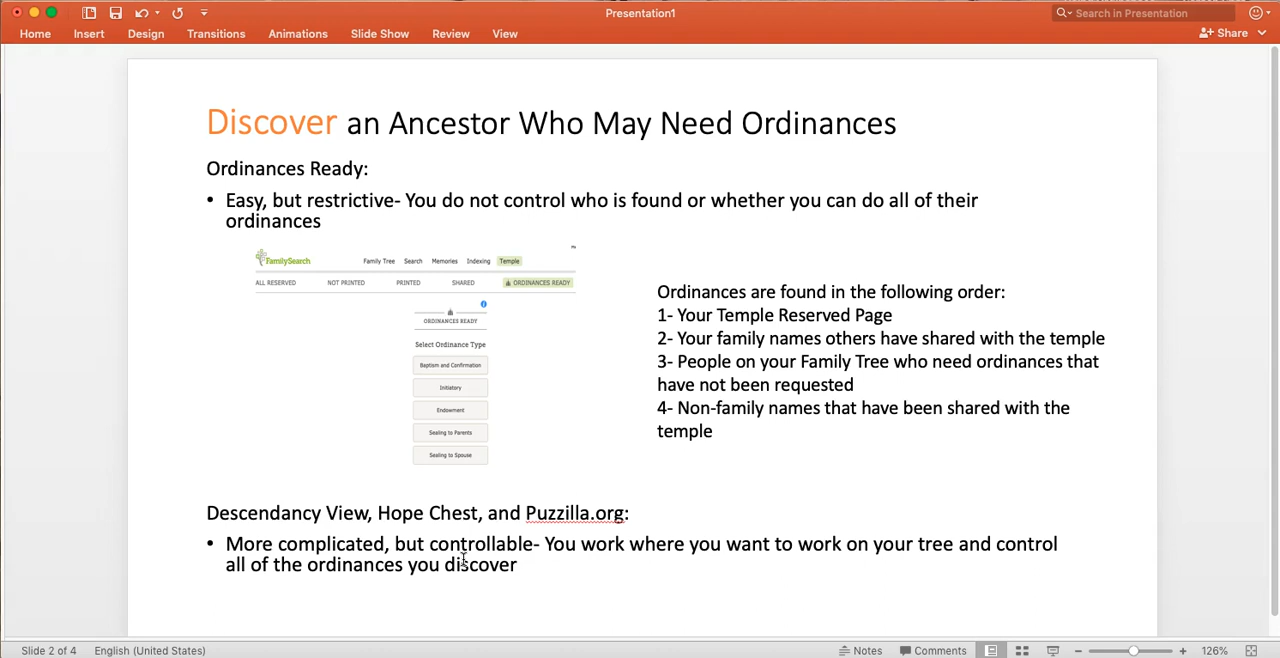 Presentation1
Search in Presentation
Home Insert Design Transitions Animations Slide Show Review View
Share
Discover an Ancestor Who May Need Ordinances
Ordinances Ready:
• Easy, but restrictive- You do not control who is found or whether you can do all of their
ordinances
FamilySearch
Family Tree Search Memories Indexing Temple
ALL RESERVED NOT PRINTED PRINTED SHARED ORDINANCES READY
ORDINANCES READY
Select Ordinance Type
Baptism and Confirmation
Initiatory
Endowment
Sealing to Parents
Sealing to Spouse
Ordinances are found in the following order:
1- Your Temple Reserved Page
2- Your family names others have shared with the temple
3- People on your Family Tree who need ordinances that
have not been requested
4- Non-family names that have been shared with the
temple
Descendancy View, Hope Chest, and Puzzilla.org:
• More complicated, but controllable- You work where you want to work on your tree and control
all of the ordinances you discover
Slide 2 of 4 English (United States) Notes Comments 126%